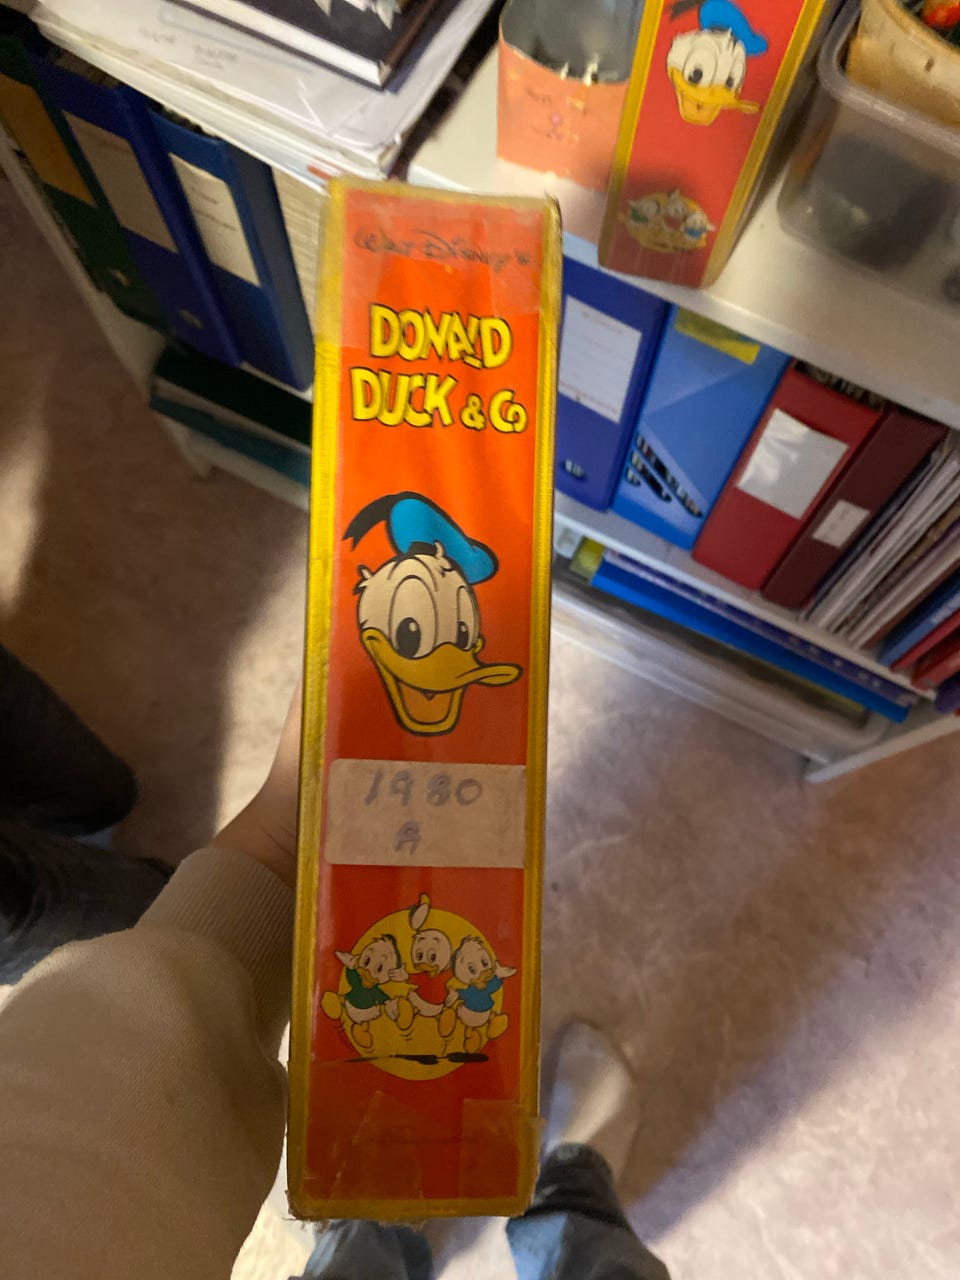 WALT DISNEY'S
DONALD
DUCK & Co
1980
A